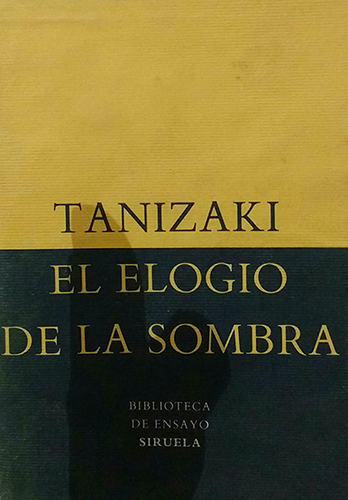 TANIZAKI
EL ELOGIO
DE LA SOMBRA
BIBLIOTECA
DE ENSAYO
SIRUELA